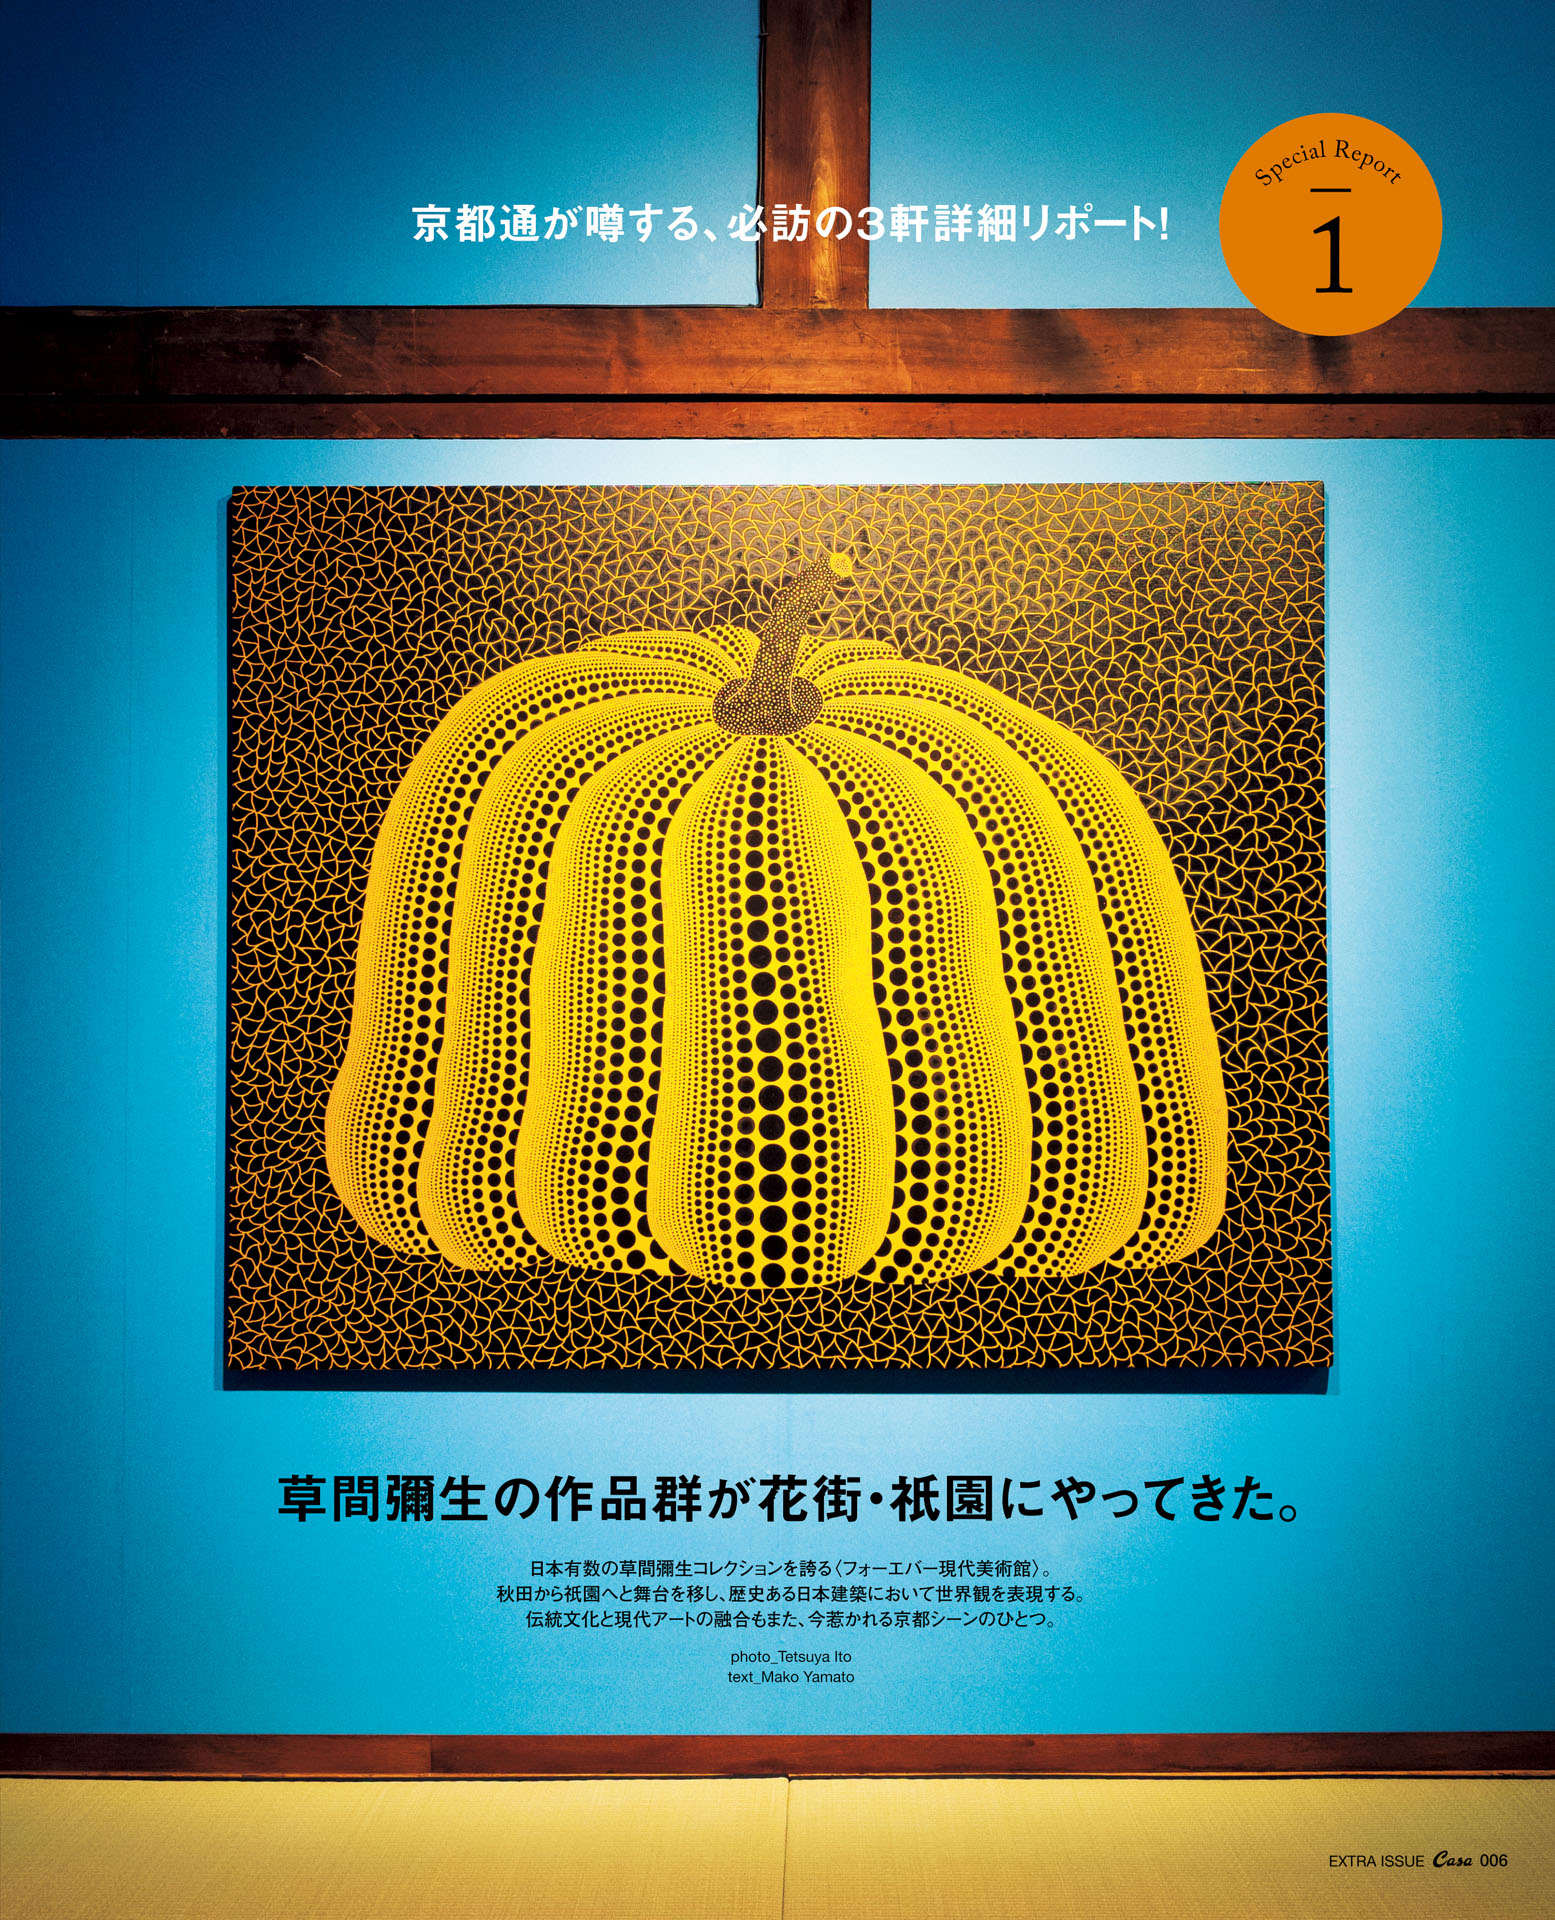 Special Report
1
京都通が噂する、必訪の3軒詳細リポート!
草間彌生の作品群が花街・祇園にやってきた。
日本有数の草間彌生コレクションを誇る〈フォーエバー現代美術館〉。
秋田から祇園へと舞台を移し、歴史ある日本建築において世界観を表現する。
伝統文化と現代アートの融合もまた、今惹かれる京都シーンのひとつ。
photo_Tetsuya Ito
text_Mako Yamato
EXTRA ISSUE Casa 006